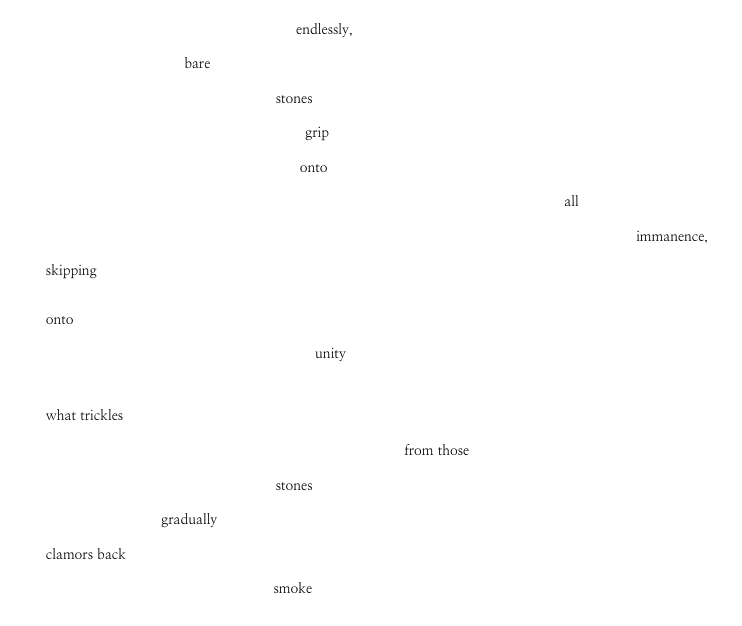 endlessly,
bare
stones
grip
onto
all
immanence,
skipping
onto
unity
what trickles
from those
stones
gradually
clamors back
smoke